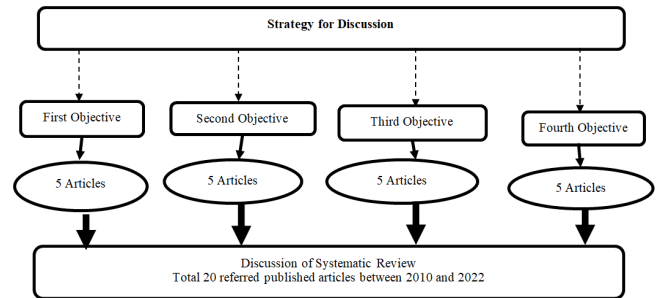 Strategy for Discussion
First Objective
Second Objective
Third Objective
Fourth Objective
5 Articles
5 Articles
5 Articles
5 Articles
Discussion of Systematic Review
Total 20 referred published articles between 2010 and 2022